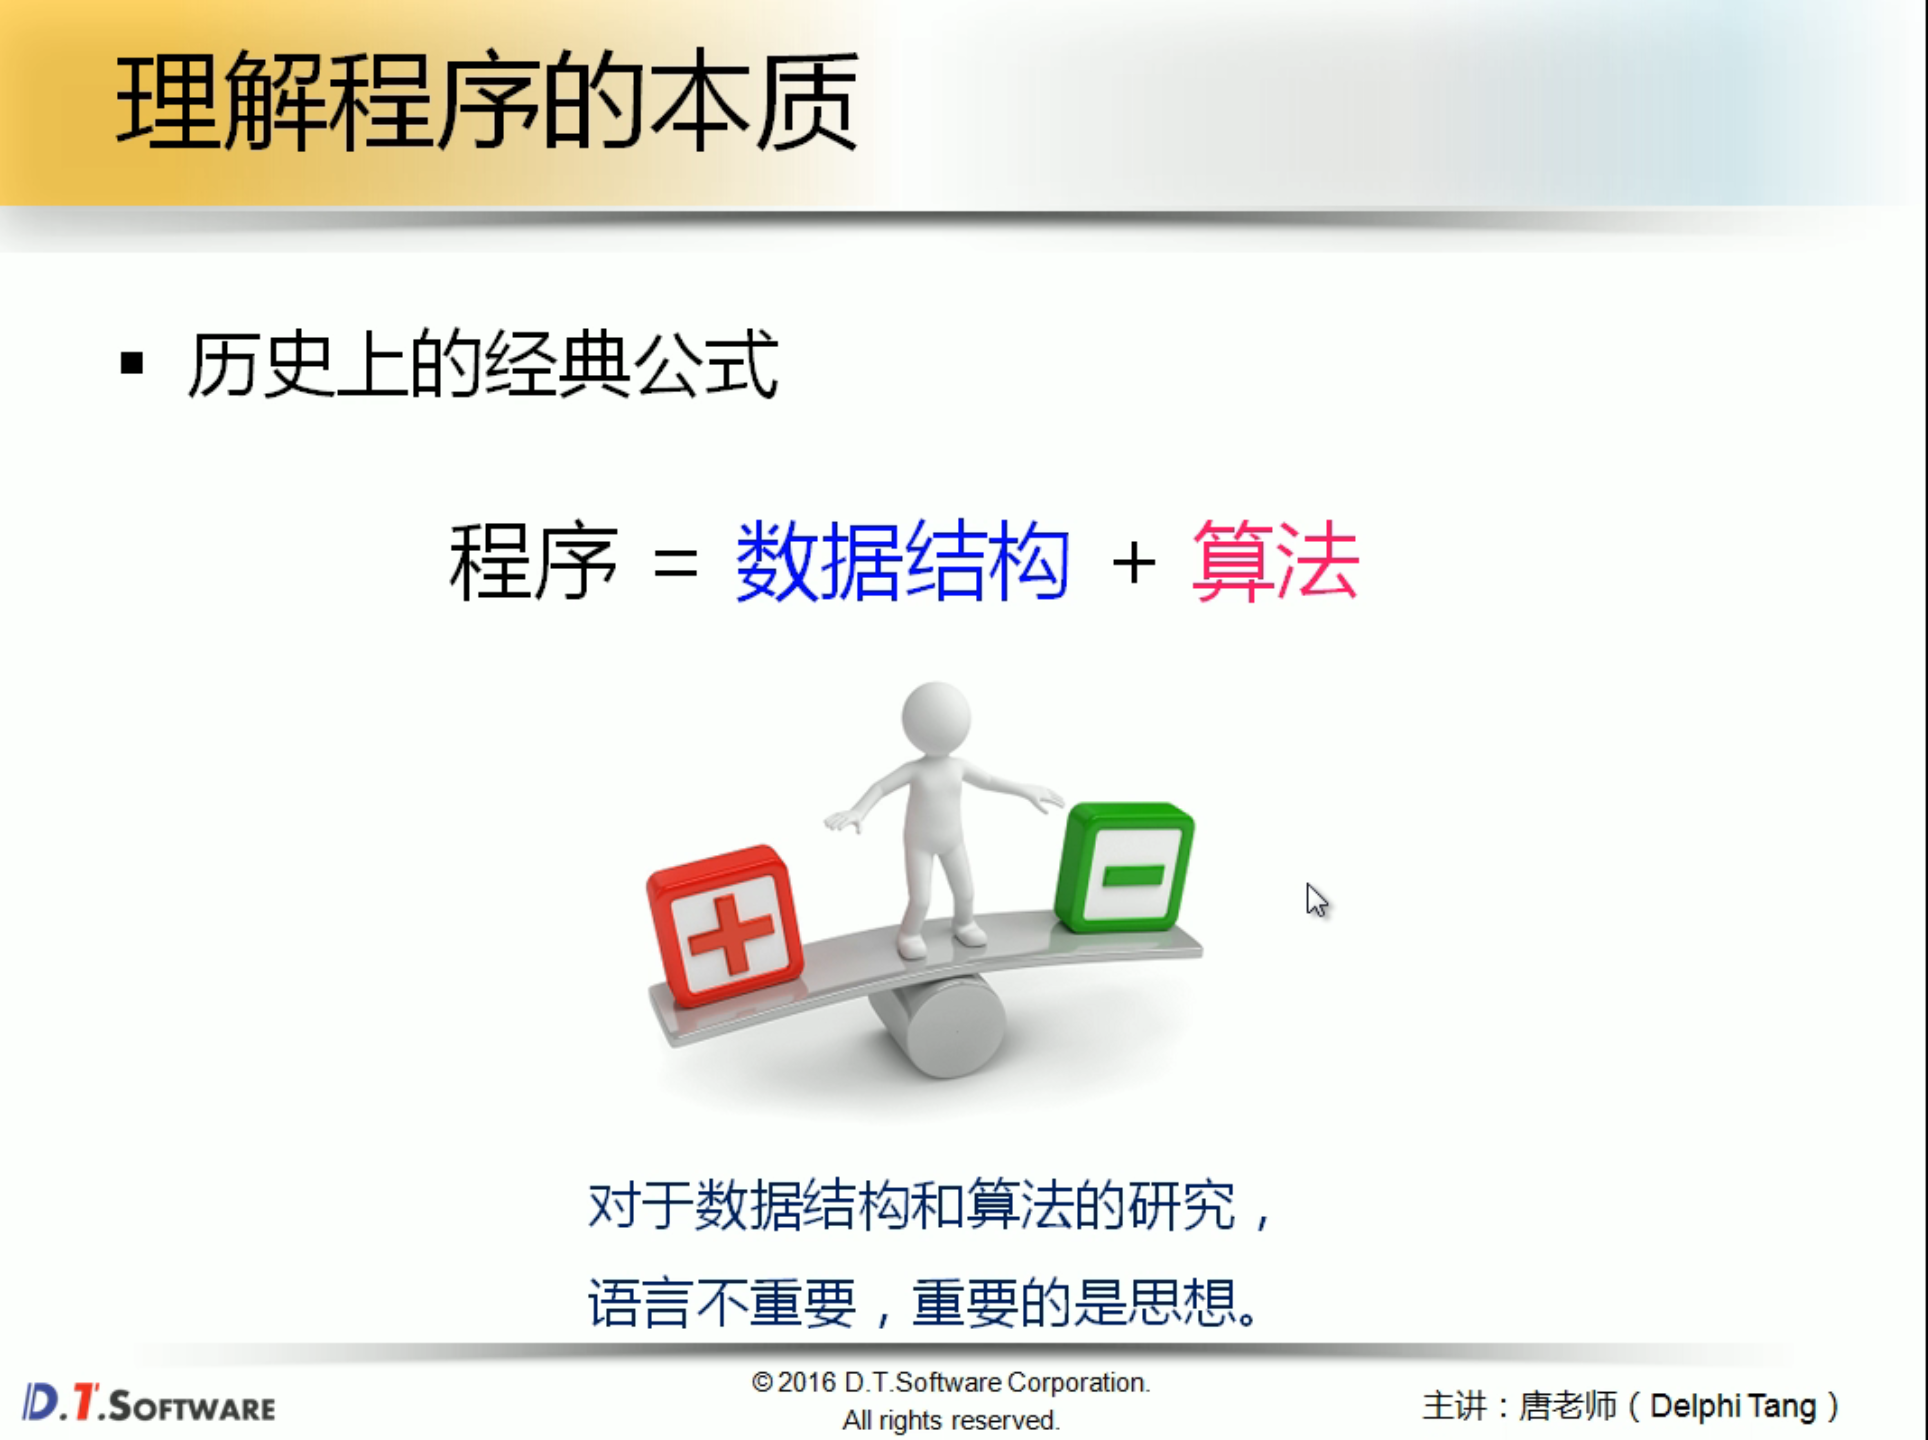 理解程序的本质
▪ 历史上的经典公式
程序 = 数据结构 + 算法
对于数据结构和算法的研究，
语言不重要，重要的是思想。
D.T.SOFTWARE
© 2016 D.T.Software Corporation.
All rights reserved.
主讲：唐老师（Delphi Tang）